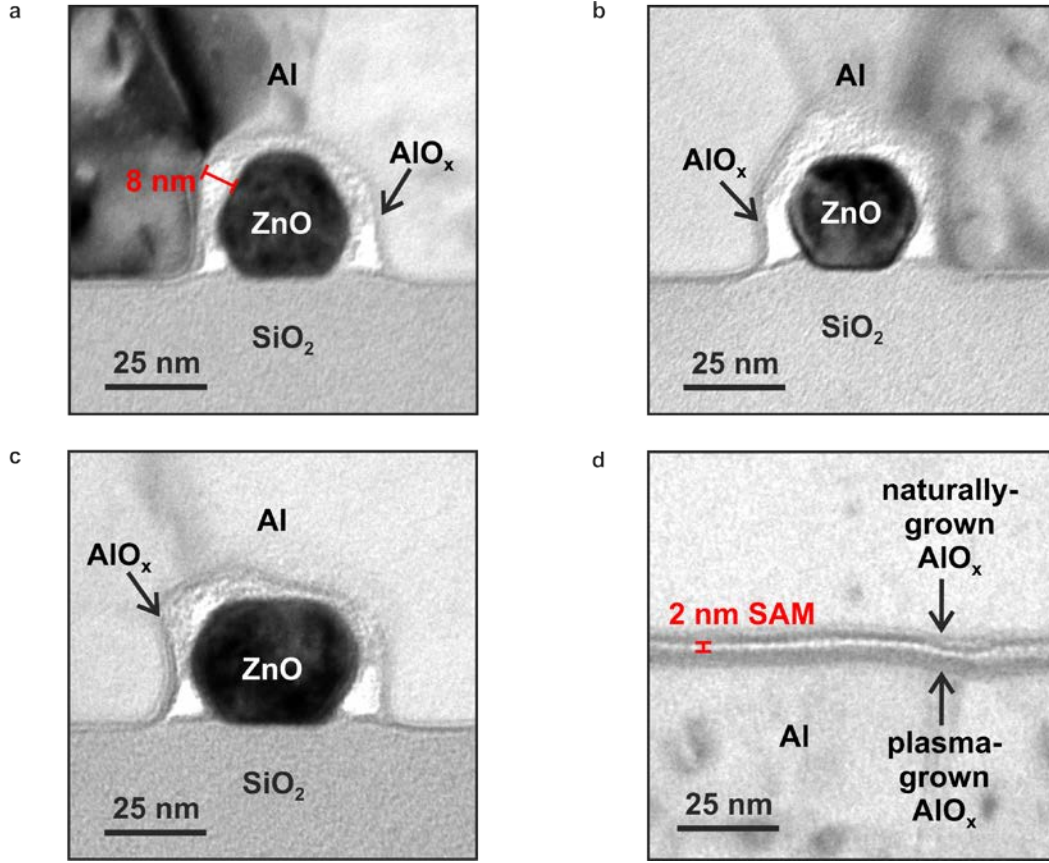 a
Al
AlOₓ
8 nm
ZnO
SiO₂
25 nm
b
Al
AlOₓ
ZnO
SiO₂
25 nm
c
Al
AlOₓ
ZnO
SiO₂
25 nm
d
naturally-
grown
AlOₓ
2 nm SAM
Al
plasma-
grown
AlOₓ
25 nm